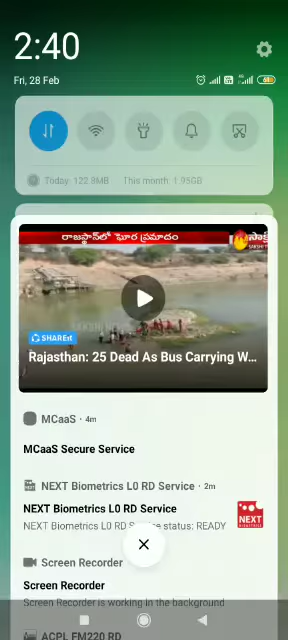 2:40
Fri, 28 Feb
Today: 122.8MB This month: 1.95GB
రాజస్థాన్‌లో ఘోర ప్రమాదం
SHAREit
Rajasthan: 25 Dead As Bus Carrying W...
MCaaS · 4m
MCaaS Secure Service
NEXT Biometrics L0 RD Service · 2m
NEXT Biometrics L0 RD Service
NEXT Biometrics L0 RD Service status: READY
NEXT
Screen Recorder
Screen Recorder
Screen Recorder is working in the background
ACPL FM220 RD